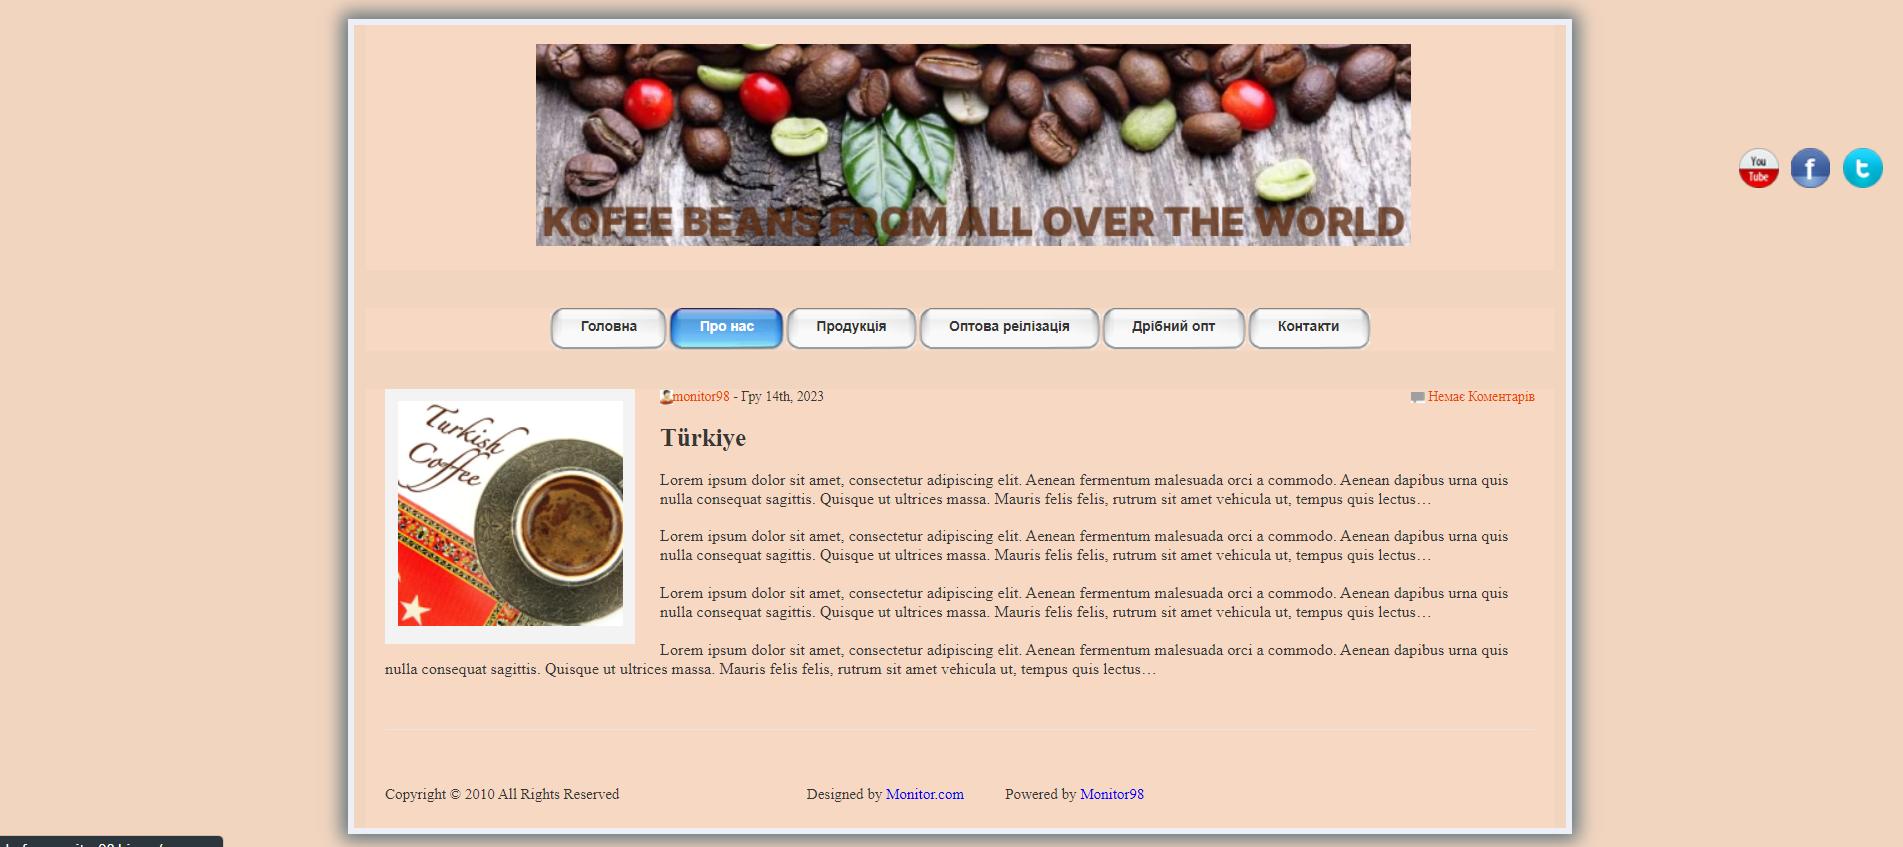 KOFEE BEANS FROM ALL OVER THE WORLD
You
Tube
f
t
Головна
Про нас
Продукція
Оптова реілізація
Дрібний опт
Контакти
Turkish
Coffee
monitor98 - Гру 14th, 2023
Немає Коментарів
Türkiye
Lorem ipsum dolor sit amet, consectetur adipiscing elit. Aenean fermentum malesuada orci a commodo. Aenean dapibus urna quis
nulla consequat sagittis. Quisque ut ultrices massa. Mauris felis felis, rutrum sit amet vehicula ut, tempus quis lectus…
Lorem ipsum dolor sit amet, consectetur adipiscing elit. Aenean fermentum malesuada orci a commodo. Aenean dapibus urna quis
nulla consequat sagittis. Quisque ut ultrices massa. Mauris felis felis, rutrum sit amet vehicula ut, tempus quis lectus…
Lorem ipsum dolor sit amet, consectetur adipiscing elit. Aenean fermentum malesuada orci a commodo. Aenean dapibus urna quis
nulla consequat sagittis. Quisque ut ultrices massa. Mauris felis felis, rutrum sit amet vehicula ut, tempus quis lectus…
Lorem ipsum dolor sit amet, consectetur adipiscing elit. Aenean fermentum malesuada orci a commodo. Aenean dapibus urna quis
nulla consequat sagittis. Quisque ut ultrices massa. Mauris felis felis, rutrum sit amet vehicula ut, tempus quis lectus…
Copyright © 2010 All Rights Reserved
Designed by Monitor.com
Powered by Monitor98